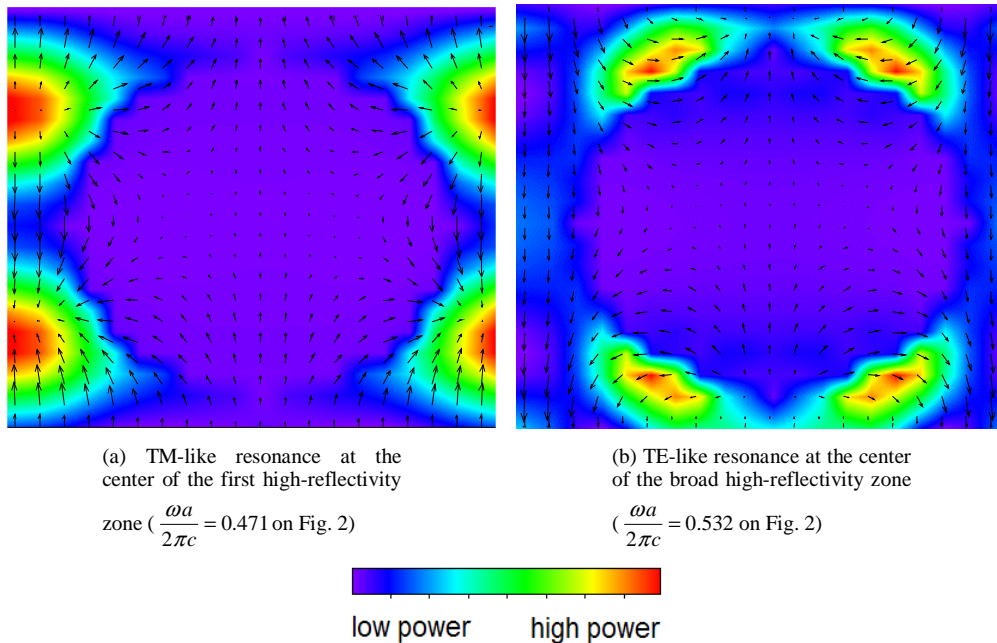 (a) TM-like resonance at the
center of the first high-reflectivity
zone ( ωa/2πc = 0.471 on Fig. 2)
(b) TE-like resonance at the center
of the broad high-reflectivity zone
( ωa/2πc = 0.532 on Fig. 2)
low power high power